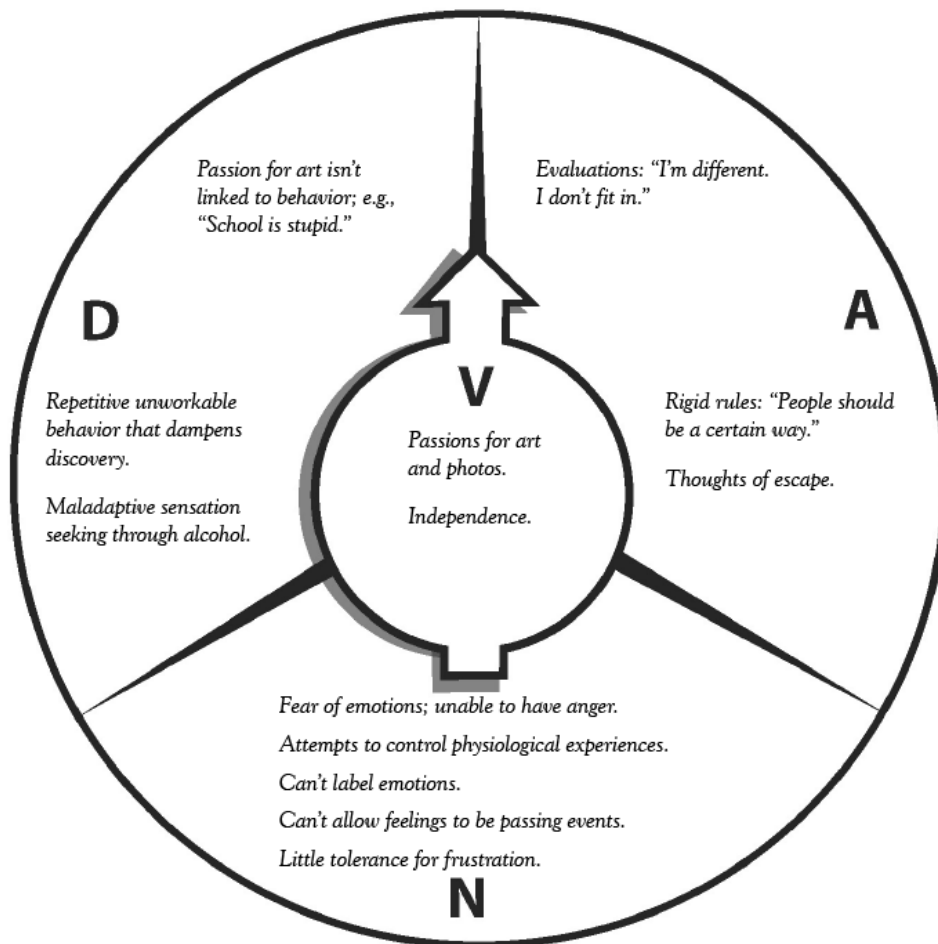 Passion for art isn’t
linked to behavior; e.g.,
“School is stupid.”
Evaluations: “I’m different.
I don’t fit in.”
D
A
Repetitive unworkable
behavior that dampens
discovery.
Maladaptive sensation
seeking through alcohol.
V
Passions for art
and photos.
Independence.
Rigid rules: “People should
be a certain way.”
Thoughts of escape.
Fear of emotions; unable to have anger.
Attempts to control physiological experiences.
Can’t label emotions.
Can’t allow feelings to be passing events.
Little tolerance for frustration.
N